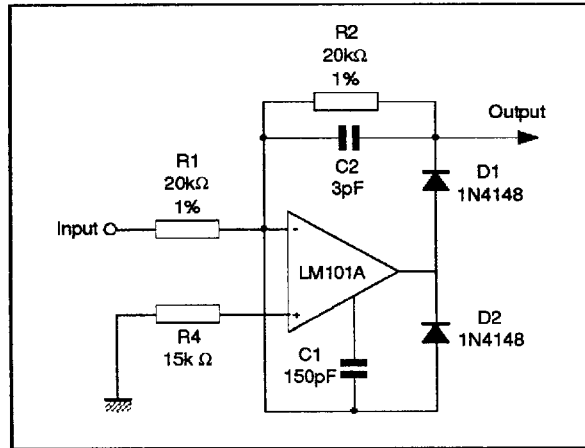 R2
20kΩ
1%
Output
R1
20kΩ
1%
C2
3pF
D1
1N4148
Input
-
LM101A
+
R4
15k Ω
C1
150pF
D2
1N4148